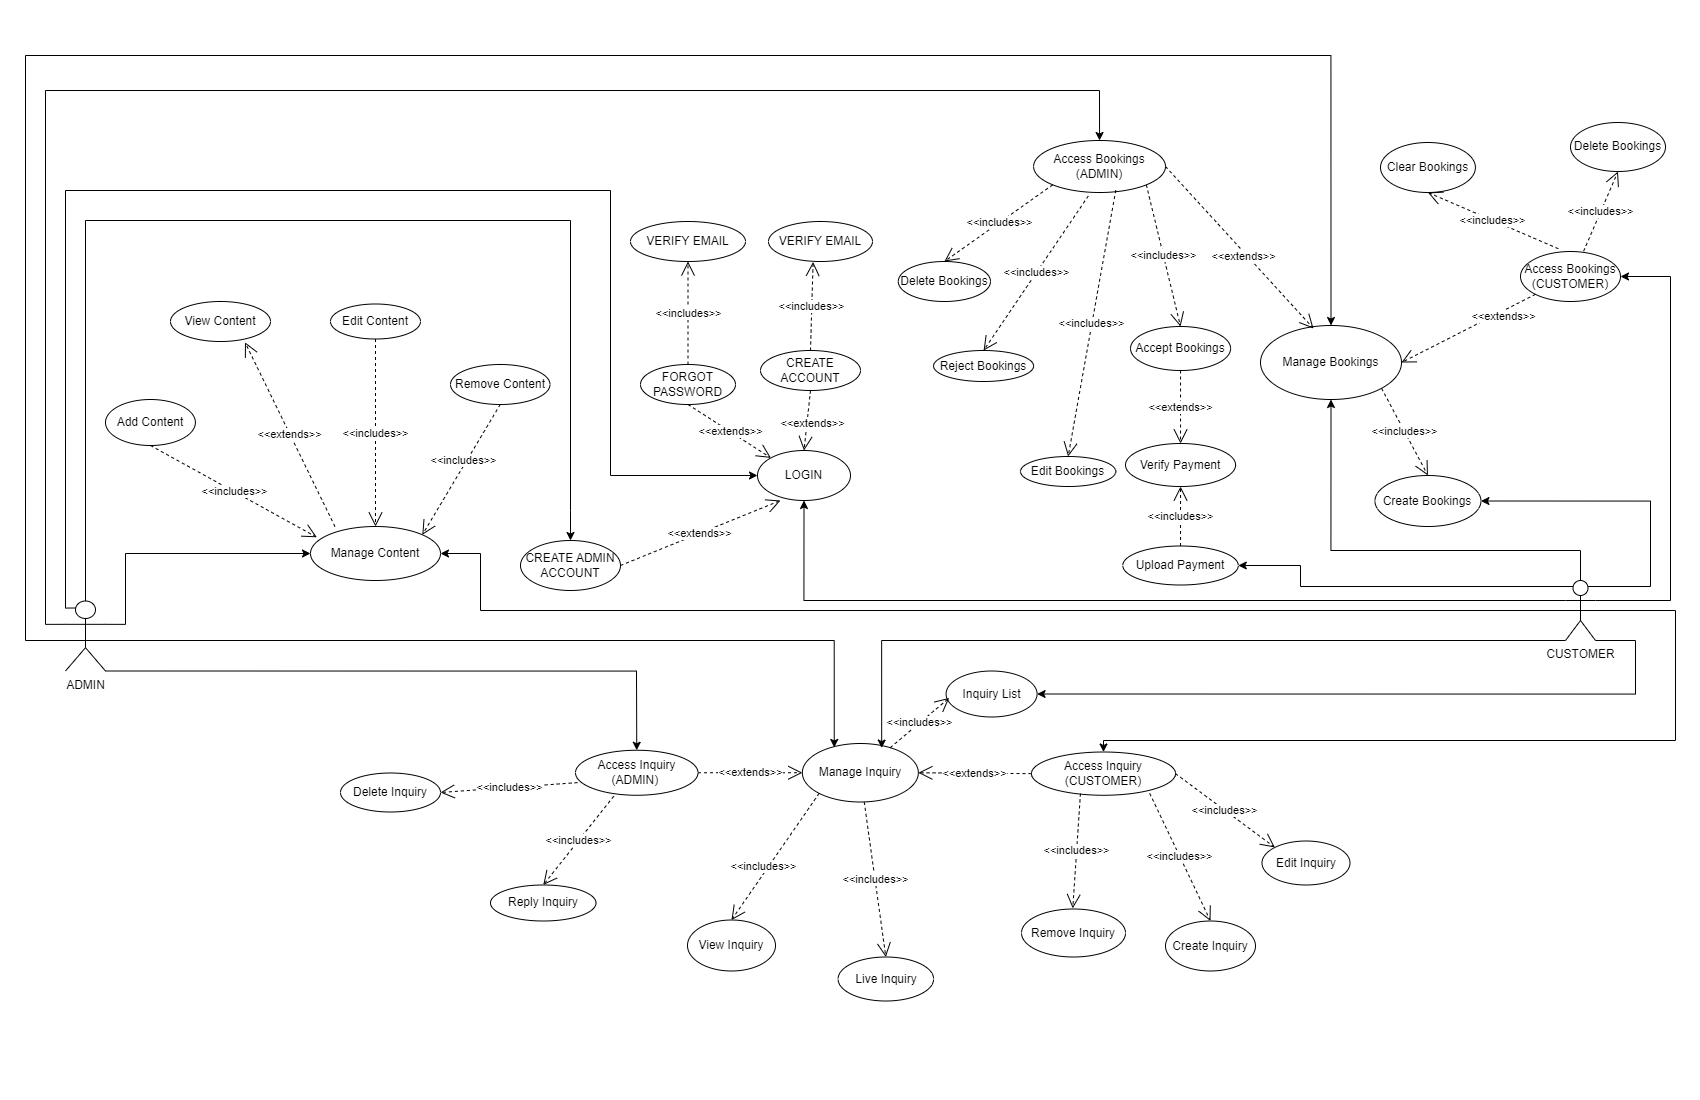 Access Bookings
(ADMIN)
Clear Bookings
Delete Bookings
<<includes>>
<<includes>>
<<includes>>
<<includes>>
<<includes>>
<<includes>>
<<extends>>
Access Bookings
(CUSTOMER)
VERIFY EMAIL
VERIFY EMAIL
Delete Bookings
<<includes>>
<<includes>>
<<extends>>
View Content
Edit Content
Accept Bookings
Manage Bookings
Reject Bookings
FORGOT
PASSWORD
CREATE
ACCOUNT
Remove Content
Add Content
<<extends>>
<<includes>>
<<includes>>
<<includes>>
<<extends>>
<<extends>>
<<extends>>
<<includes>>
LOGIN
Edit Bookings
Verify Payment
Create Bookings
<<extends>>
<<includes>>
Manage Content
CREATE ADMIN
ACCOUNT
Upload Payment
ADMIN
CUSTOMER
Inquiry List
<<includes>>
Access Inquiry
(ADMIN)
<<extends>>
Manage Inquiry
<<extends>>
Access Inquiry
(CUSTOMER)
Delete Inquiry
<<includes>>
<<includes>>
<<includes>>
<<includes>>
<<includes>>
<<includes>>
<<includes>>
Edit Inquiry
Reply Inquiry
View Inquiry
Live Inquiry
Remove Inquiry
Create Inquiry